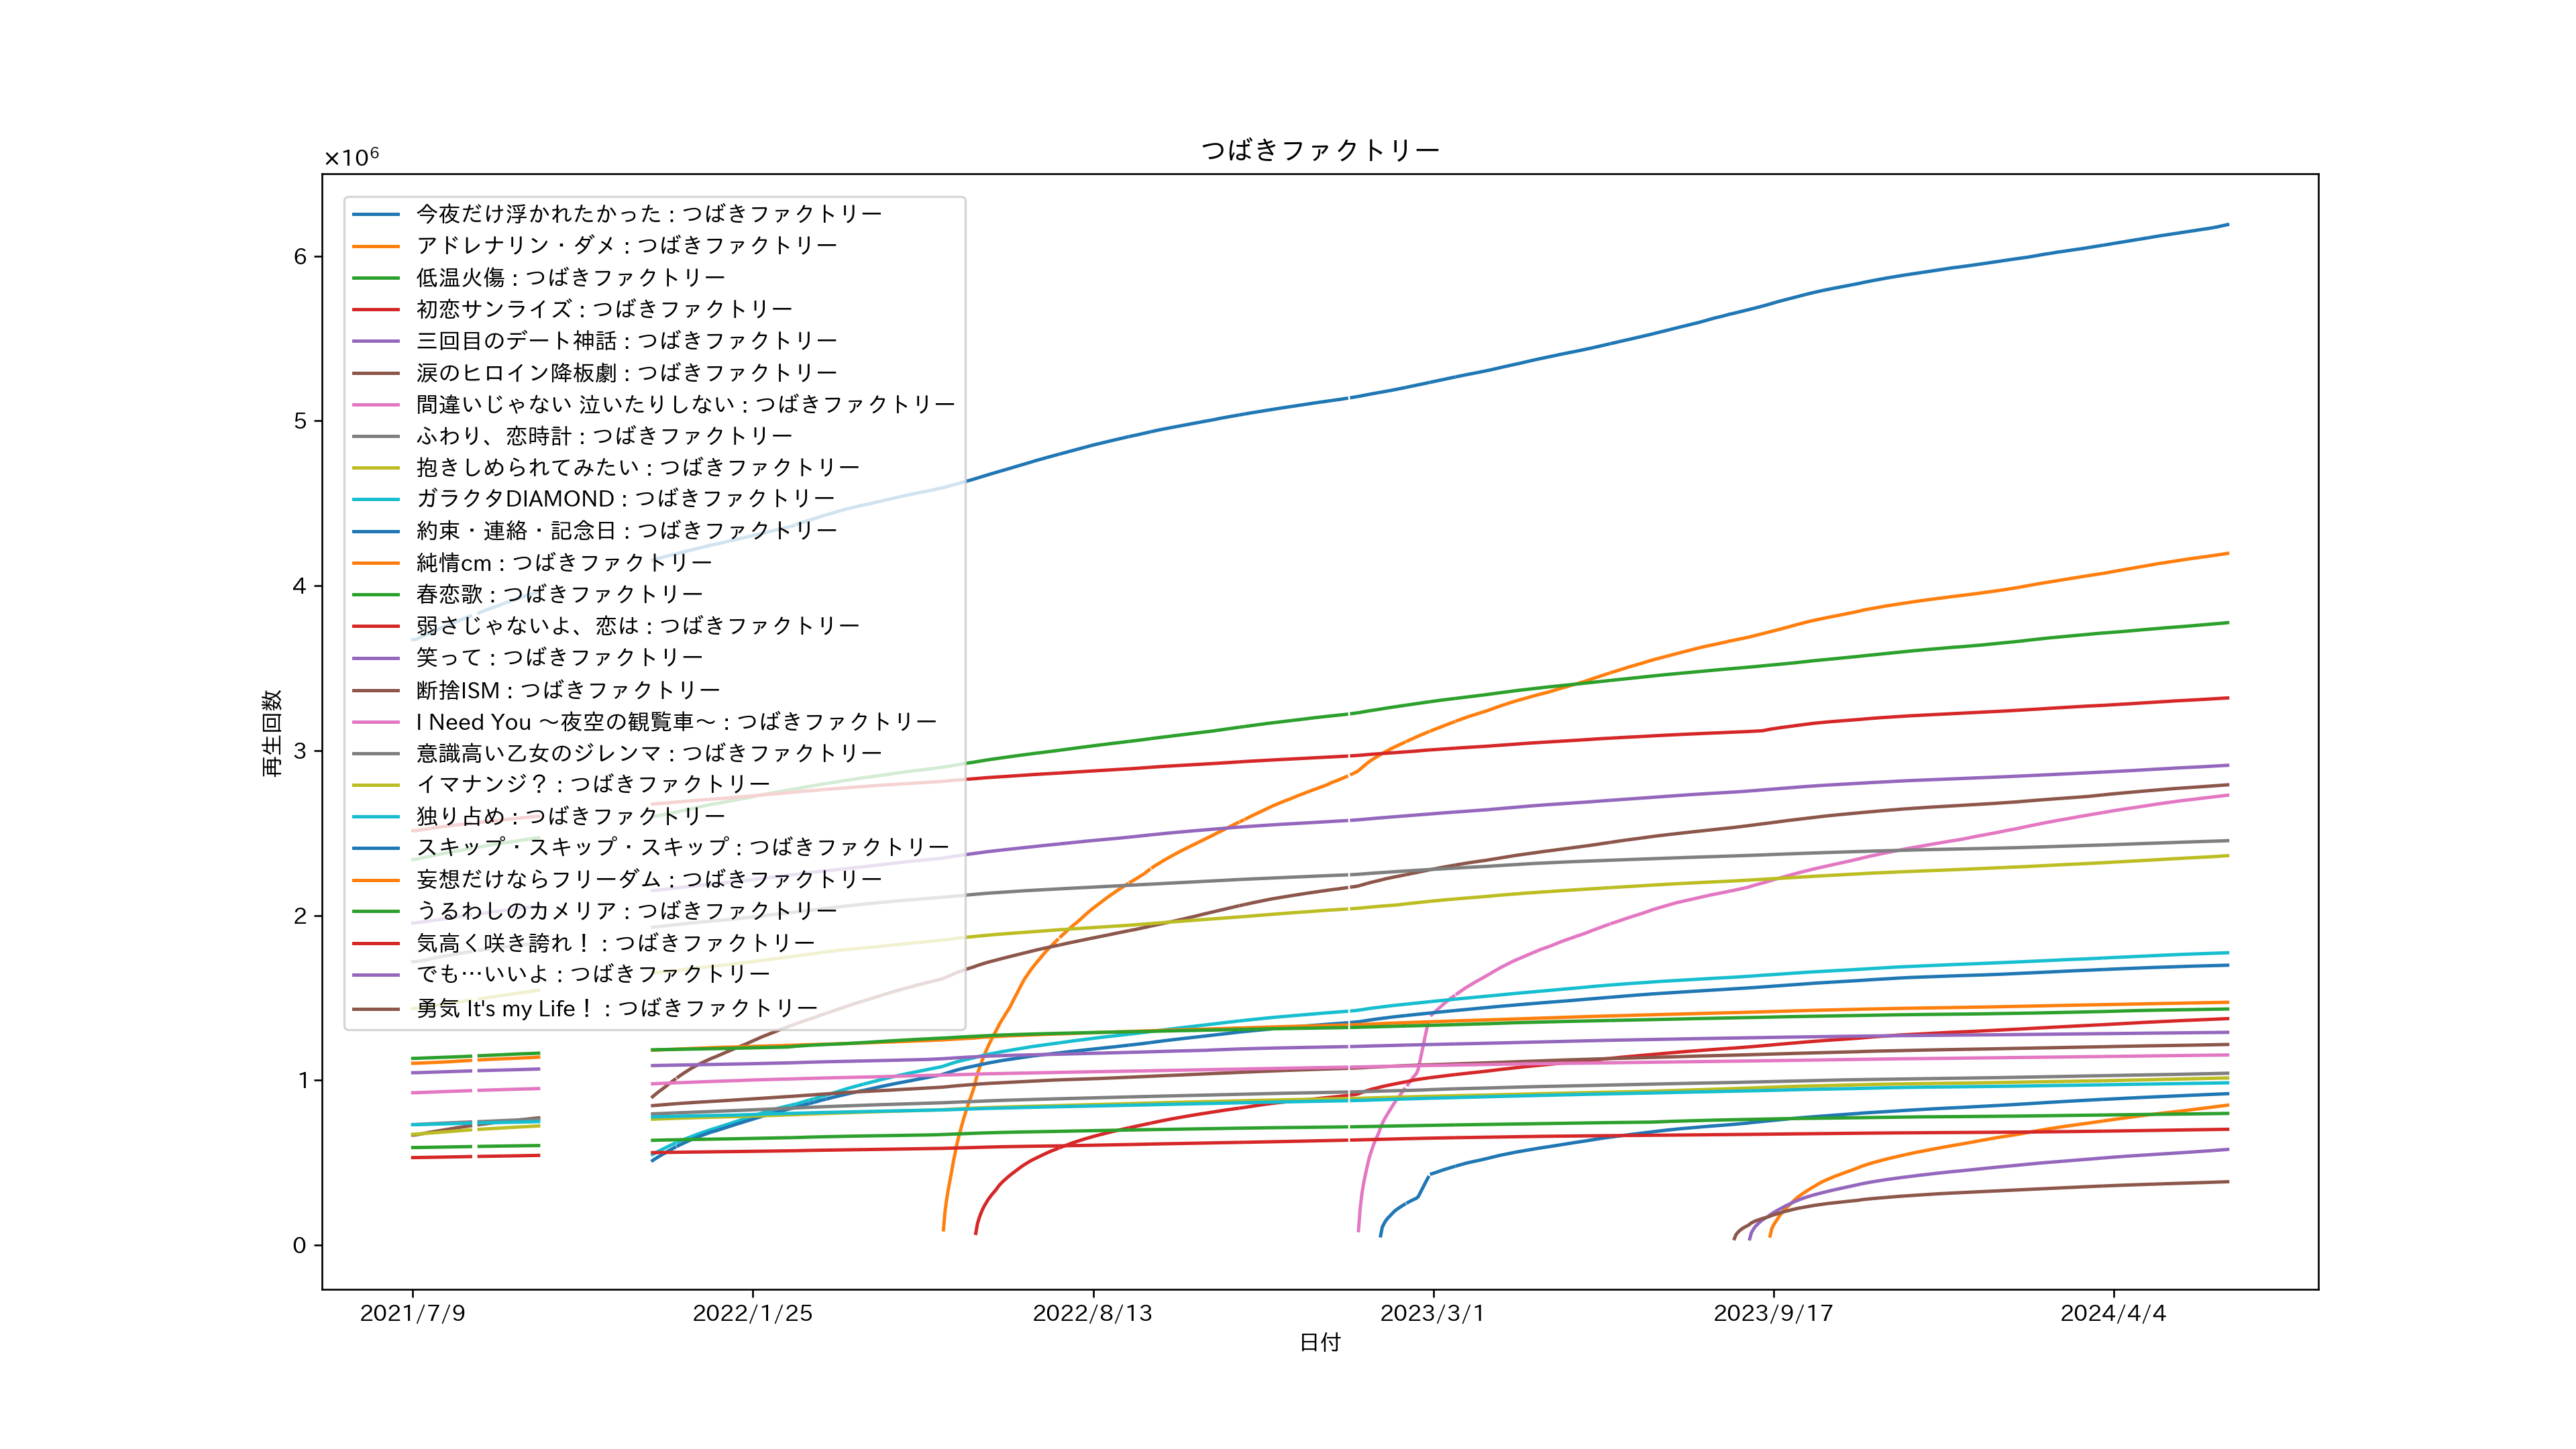 つばきファクトリー
×10⁶
今夜だけ浮かれたかった : つばきファクトリー
アドレナリン・ダメ : つばきファクトリー
低温火傷 : つばきファクトリー
初恋サンライズ : つばきファクトリー
三回目のデート神話 : つばきファクトリー
涙のヒロイン降板劇 : つばきファクトリー
間違いじゃない 泣いたりしない : つばきファクトリー
ふわり、恋時計 : つばきファクトリー
抱きしめられてみたい : つばきファクトリー
ガラクタDIAMOND : つばきファクトリー
約束・連絡・記念日 : つばきファクトリー
純情cm : つばきファクトリー
春恋歌 : つばきファクトリー
弱さじゃないよ、恋は : つばきファクトリー
笑って : つばきファクトリー
断捨ISM : つばきファクトリー
I Need You ～夜空の観覧車～ : つばきファクトリー
意識高い乙女のジレンマ : つばきファクトリー
イマナンジ？ : つばきファクトリー
独り占め : つばきファクトリー
スキップ・スキップ・スキップ : つばきファクトリー
妄想だけならフリーダム : つばきファクトリー
うるわしのカメリア : つばきファクトリー
気高く咲き誇れ！ : つばきファクトリー
でも…いいよ : つばきファクトリー
勇気 It's my Life！ : つばきファクトリー
再生回数
6
5
4
3
2
1
0
2021/7/9
2022/1/25
2022/8/13
2023/3/1
2023/9/17
2024/4/4
日付